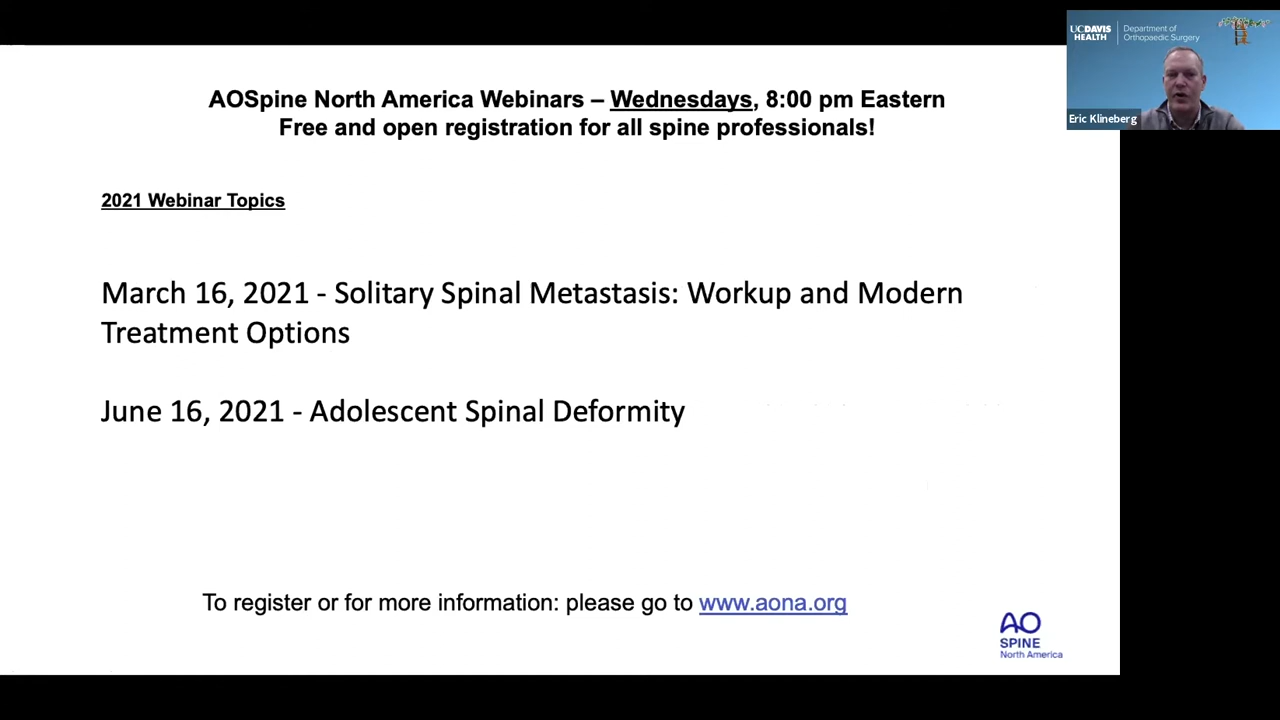 AOSpine North America Webinars – Wednesdays, 8:00 pm Eastern
Free and open registration for all spine professionals!
2021 Webinar Topics
March 16, 2021 - Solitary Spinal Metastasis: Workup and Modern
Treatment Options
June 16, 2021 - Adolescent Spinal Deformity
To register or for more information: please go to www.aona.org
AO
SPINE
North America
UCDAVIS
HEALTH
Department of
Orthopaedic Surgery
Eric Klineberg